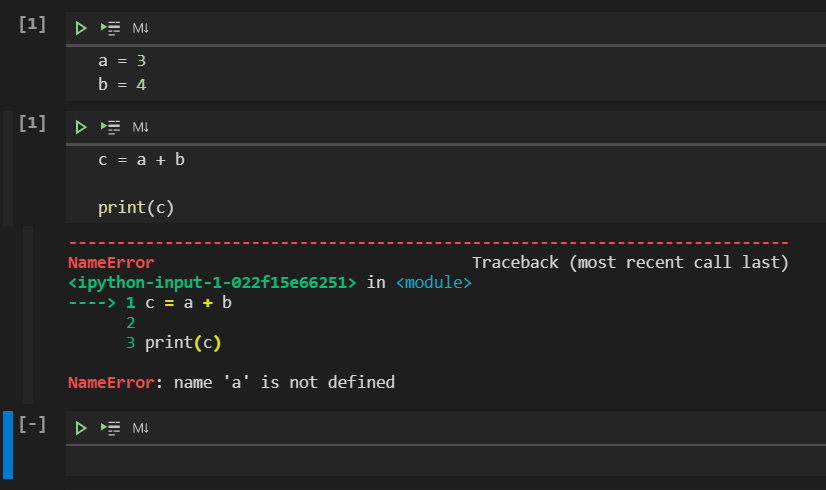 [1]
M↓
a = 3
b = 4
[1]
M↓
c = a + b
print(c)
---------------------------------------------------------------------------
NameError                                 Traceback (most recent call last)
<ipython-input-1-022f15e66251> in <module>
----> 1 c = a + b
      2
      3 print(c)
NameError: name 'a' is not defined
[-]
M↓